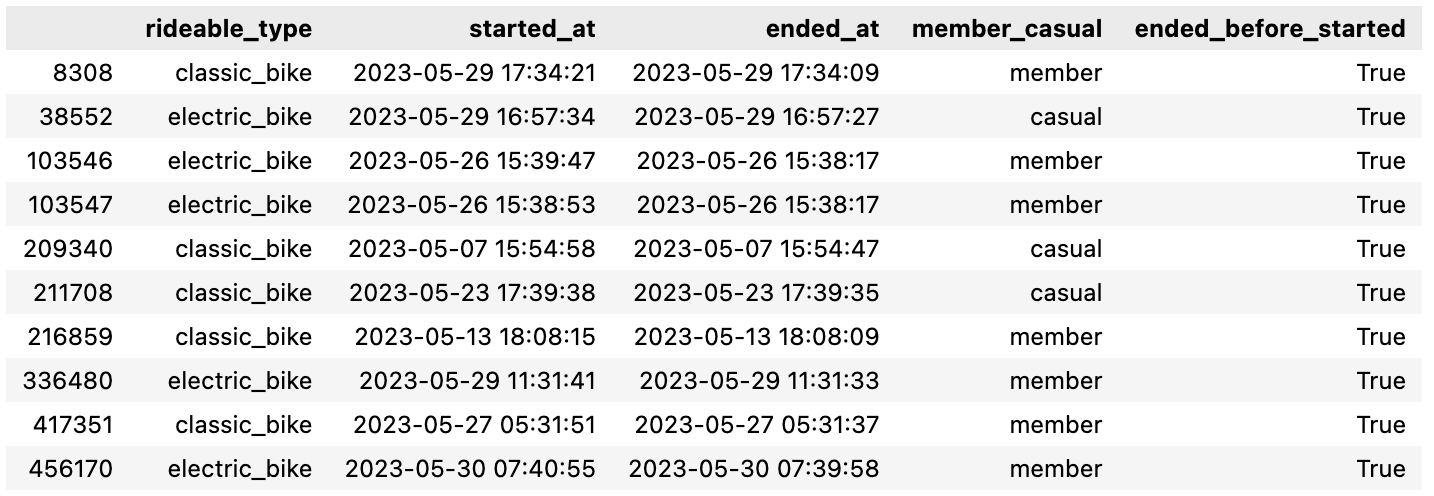 rideable_type started_at ended_at member_casual ended_before_started
8308 classic_bike 2023-05-29 17:34:21 2023-05-29 17:34:09 member True
38552 electric_bike 2023-05-29 16:57:34 2023-05-29 16:57:27 casual True
103546 electric_bike 2023-05-26 15:39:47 2023-05-26 15:38:17 member True
103547 electric_bike 2023-05-26 15:38:53 2023-05-26 15:38:17 member True
209340 classic_bike 2023-05-07 15:54:58 2023-05-07 15:54:47 casual True
211708 classic_bike 2023-05-23 17:39:38 2023-05-23 17:39:35 casual True
216859 classic_bike 2023-05-13 18:08:15 2023-05-13 18:08:09 member True
336480 electric_bike 2023-05-29 11:31:41 2023-05-29 11:31:33 member True
417351 classic_bike 2023-05-27 05:31:51 2023-05-27 05:31:37 member True
456170 electric_bike 2023-05-30 07:40:55 2023-05-30 07:39:58 member True